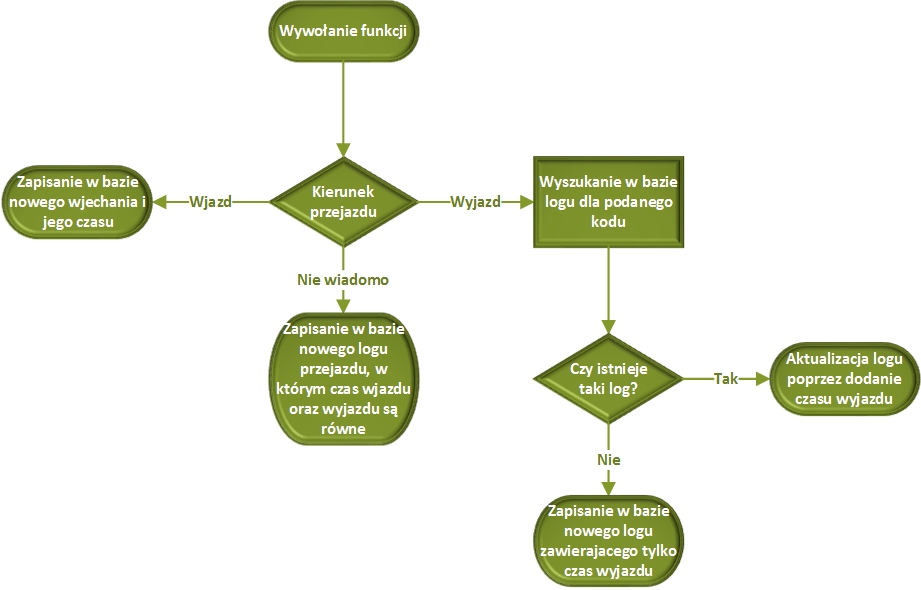 Wywołanie funkcji
Zapisanie w bazie
nowego wjechania i
jego czasu
Wjazd
Kierunek
przejazdu
Wyjazd
Wyszukanie w bazie
logu dla podanego
kodu
Nie wiadomo
Zapisanie w bazie
nowego logu
przejazdu, w
którym czas wjazdu
oraz wyjazdu są
równe
Czy istnieje
taki log?
Tak
Aktualizacja logu
poprzez dodanie
czasu wyjazdu
Nie
Zapisanie w bazie
nowego logu
zawierajacego tylko
czas wyjazdu